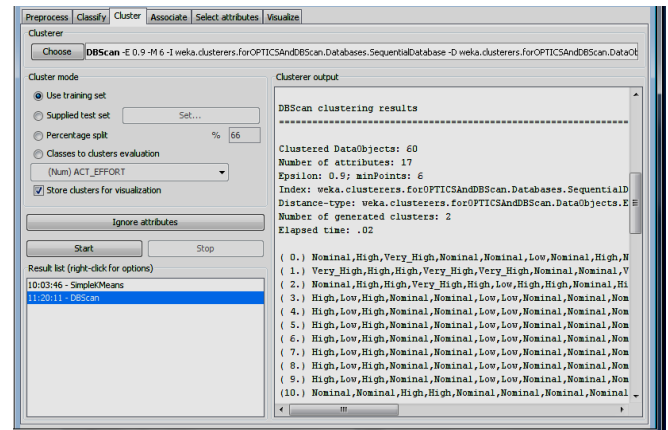 Preprocess Classify Cluster Associate Select attributes Visualize
Clusterer
Choose DBScan -E 0.9 -M 6 -I weka.clusterers.forOPTICSAndDBScan.Databases.SequentialDatabase -D weka.clusterers.forOPTICSAndDBScan.DataOb
Cluster mode
Use training set
Supplied test set Set...
Percentage split % 66
Classes to clusters evaluation
(Num) ACT_EFFORT
Store clusters for visualization
Ignore attributes
Start Stop
Result list (right-click for options)
10:03:46 - SimpleKMeans
11:20:11 - DBScan
Clusterer output
DBScan clustering results
========================================================================
Clustered DataObjects: 60
Number of attributes: 17
Epsilon: 0.9; minPoints: 6
Index: weka.clusterers.forOPTICSAndDBScan.Databases.SequentialD
Distance-type: weka.clusterers.forOPTICSAndDBScan.DataObjects.E
Number of generated clusters: 2
Elapsed time: .02
( 0.) Nominal,High,Very_High,Nominal,Nominal,Low,Nominal,High,N
( 1.) Very_High,High,High,Very_High,Very_High,Nominal,Nominal,V
( 2.) Nominal,High,High,Very_High,High,Low,High,High,Nominal,Hi
( 3.) High,Low,High,Nominal,Nominal,Low,Low,Nominal,Nominal,Nom
( 4.) High,Low,High,Nominal,Nominal,Low,Low,Nominal,Nominal,Nom
( 5.) High,Low,High,Nominal,Nominal,Low,Low,Nominal,Nominal,Nom
( 6.) High,Low,High,Nominal,Nominal,Low,Low,Nominal,Nominal,Nom
( 7.) High,Low,High,Nominal,Nominal,Low,Low,Nominal,Nominal,Nom
( 8.) High,Low,High,Nominal,Nominal,Low,Low,Nominal,Nominal,Nom
( 9.) High,Low,High,Nominal,Nominal,Low,Low,Nominal,Nominal,Nom
(10.) Nominal,Nominal,High,High,Nominal,Nominal,Nominal,Nominal